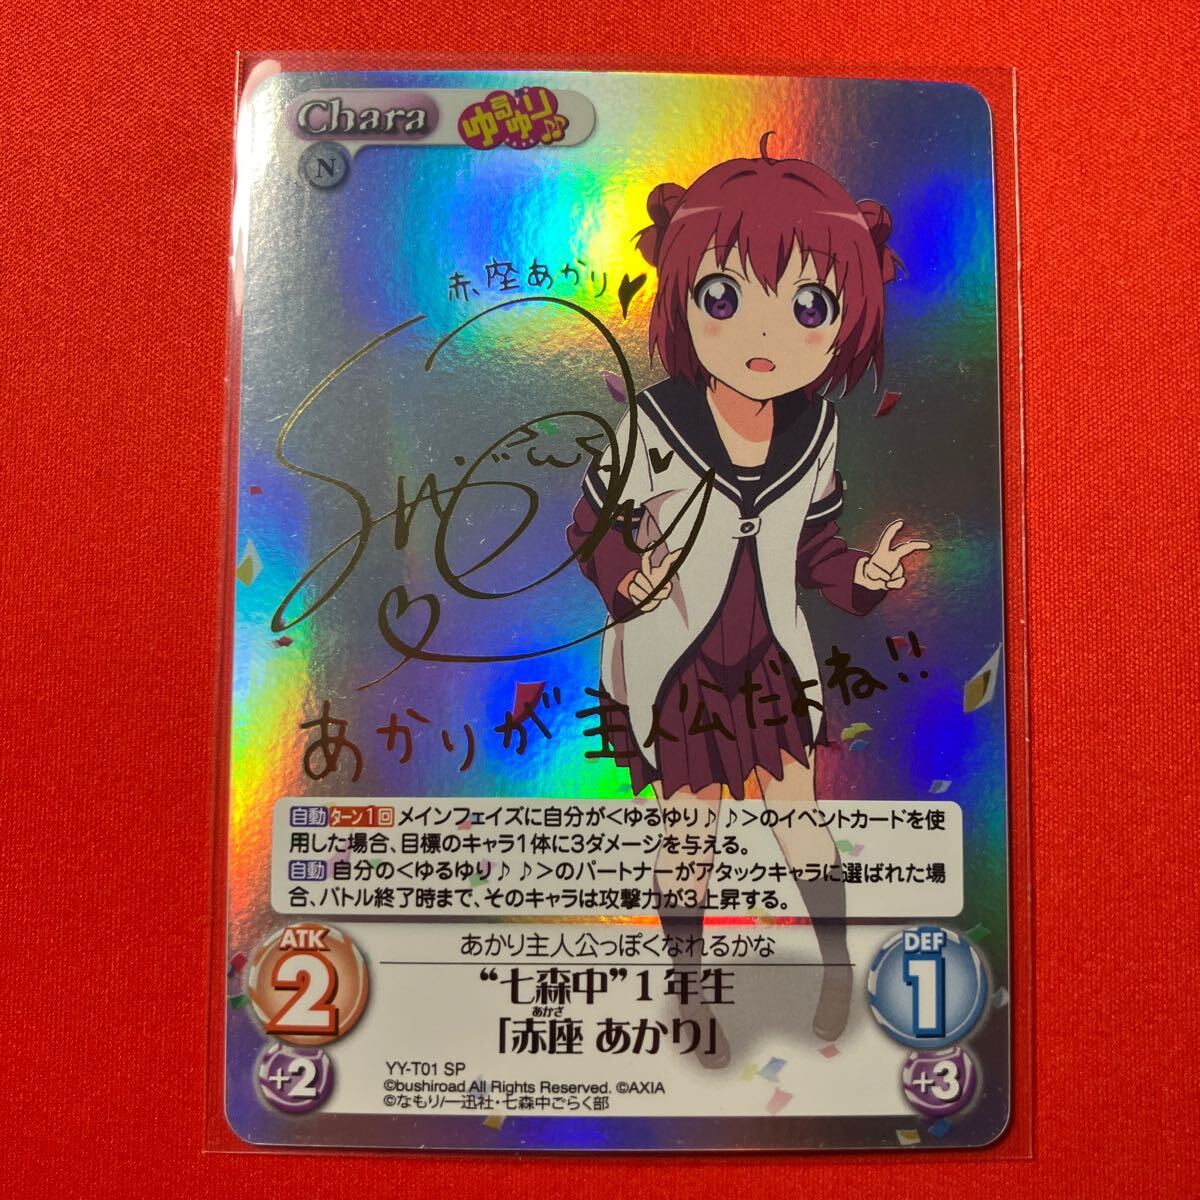 Chara ゆるゆり♪♪
N
赤座あかり♥
あかりが主人公だよね!!
自動 ターン1回 メインフェイズに自分が<ゆるゆり♪♪>のイベントカードを使
用した場合、目標のキャラ1体に3ダメージを与える。
自動 自分の<ゆるゆり♪♪>のパートナーがアタックキャラに選ばれた場
合、バトル終了時まで、そのキャラは攻撃力が3上昇する。
ATK
2
+2
あかり主人公っぽくなれるかな
“七森中”1年生
あかざ
「赤座 あかり」
DEF
1
+3
YY-T01 SP
©bushiroad All Rights Reserved. ©AXIA
©なもり/一迅社・七森中ごらく部